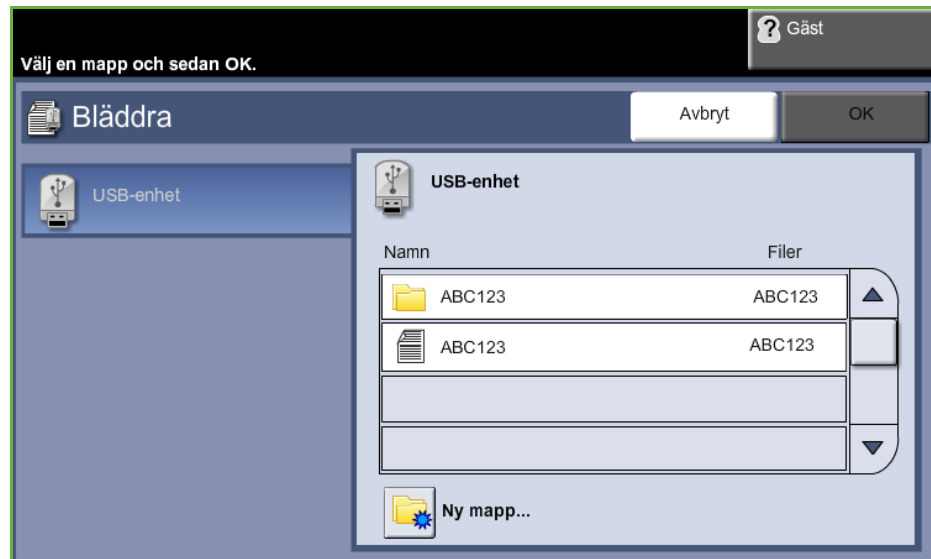 Gäst
Välj en mapp och sedan OK.
Bläddra
Avbryt
OK
USB-enhet
USB-enhet
Namn
Filer
ABC123
ABC123
ABC123
ABC123
Ny mapp...